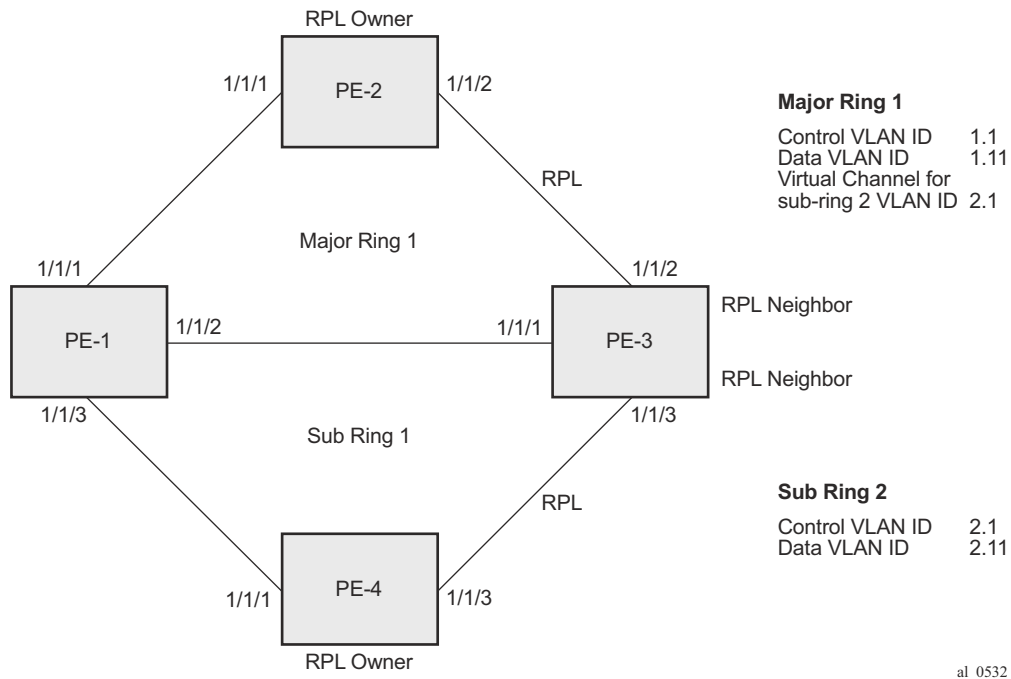 RPL Owner
1/1/1
PE-2
1/1/2
Major Ring 1
Control VLAN ID 1.1
Data VLAN ID 1.11
Virtual Channel for
sub-ring 2 VLAN ID 2.1
RPL
Major Ring 1
1/1/1
1/1/2
PE-1
1/1/2
1/1/1
PE-3
RPL Neighbor
RPL Neighbor
1/1/3
1/1/3
Sub Ring 1
Sub Ring 2
Control VLAN ID 2.1
Data VLAN ID 2.11
RPL
1/1/1
PE-4
1/1/3
RPL Owner
al_0532